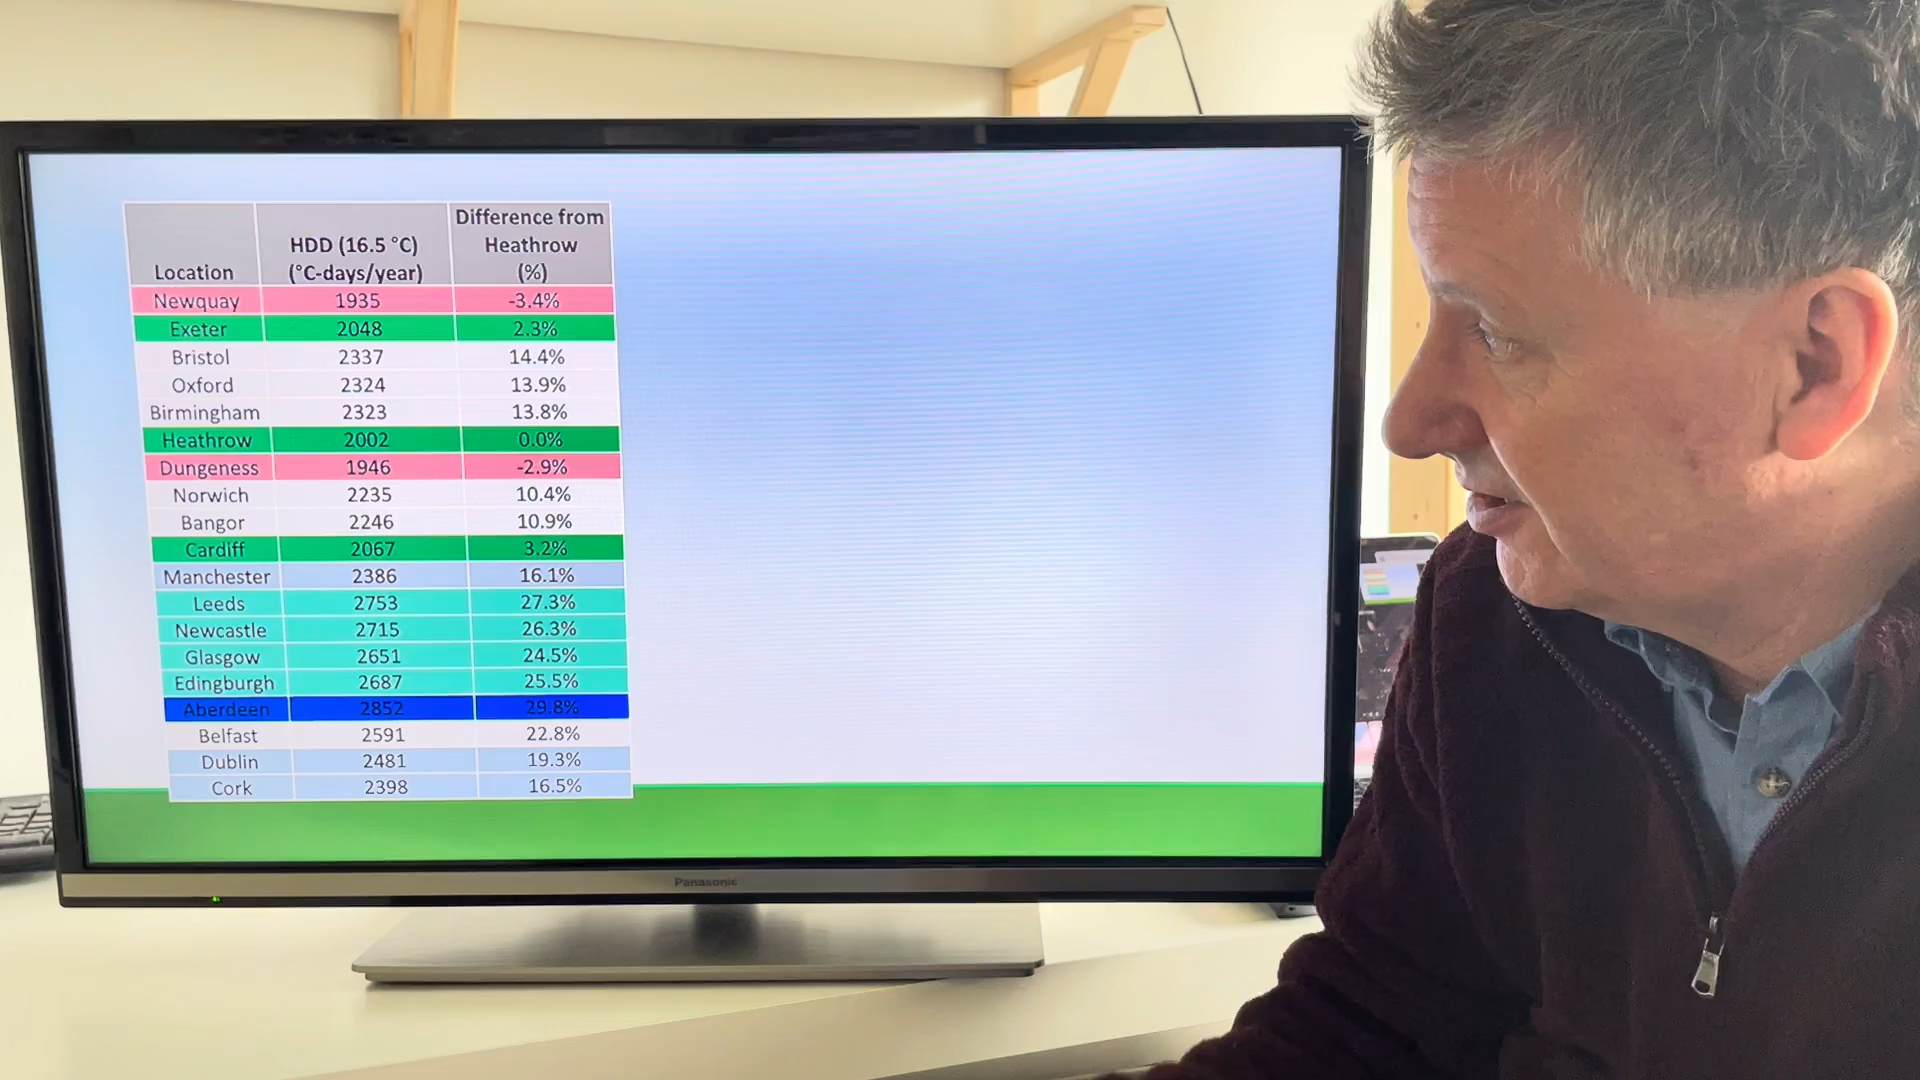 Difference from
HDD (16.5 °C) Heathrow
Location (°C-days/year) (%)
Newquay 1935 -3.4%
Exeter 2048 2.3%
Bristol 2337 14.4%
Oxford 2324 13.9%
Birmingham 2323 13.8%
Heathrow 2002 0.0%
Dungeness 1946 -2.9%
Norwich 2235 10.4%
Bangor 2246 10.9%
Cardiff 2067 3.2%
Manchester 2386 16.1%
Leeds 2753 27.3%
Newcastle 2715 26.3%
Glasgow 2651 24.5%
Edingburgh 2687 25.5%
Aberdeen 2852 29.8%
Belfast 2591 22.8%
Dublin 2481 19.3%
Cork 2398 16.5%
Panasonic